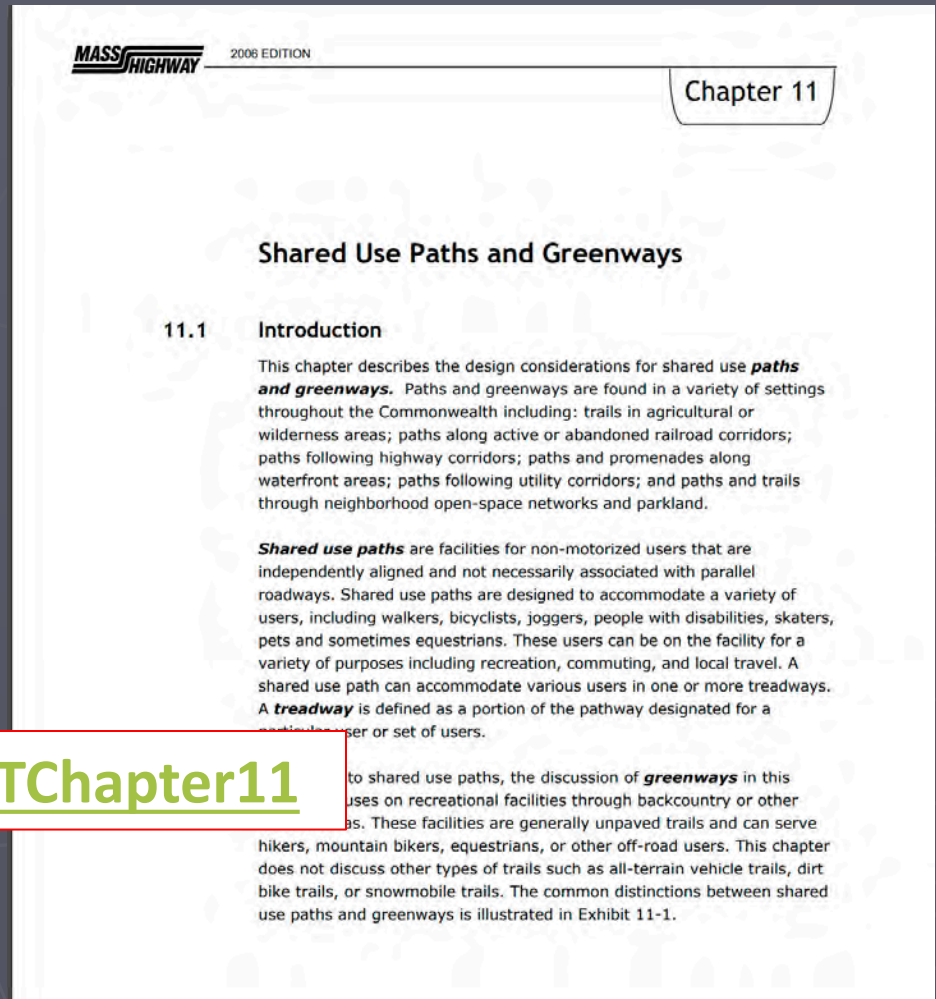 MASS HIGHWAY
2006 EDITION
Chapter 11
Shared Use Paths and Greenways
11.1 Introduction
This chapter describes the design considerations for shared use paths
and greenways. Paths and greenways are found in a variety of settings
throughout the Commonwealth including: trails in agricultural or
wilderness areas; paths along active or abandoned railroad corridors;
paths following highway corridors; paths and promenades along
waterfront areas; paths following utility corridors; and paths and trails
through neighborhood open-space networks and parkland.
Shared use paths are facilities for non-motorized users that are
independently aligned and not necessarily associated with parallel
roadways. Shared use paths are designed to accommodate a variety of
users, including walkers, bicyclists, joggers, people with disabilities, skaters,
pets and sometimes equestrians. These users can be on the facility for a
variety of purposes including recreation, commuting, and local travel. A
shared use path can accommodate various users in one or more treadways.
A treadway is defined as a portion of the pathway designated for a
ser or set of users.
TChapter11
to shared use paths, the discussion of greenways in this
uses on recreational facilities through backcountry or other
as. These facilities are generally unpaved trails and can serve
hikers, mountain bikers, equestrians, or other off-road users. This chapter
does not discuss other types of trails such as all-terrain vehicle trails, dirt
bike trails, or snowmobile trails. The common distinctions between shared
use paths and greenways is illustrated in Exhibit 11-1.